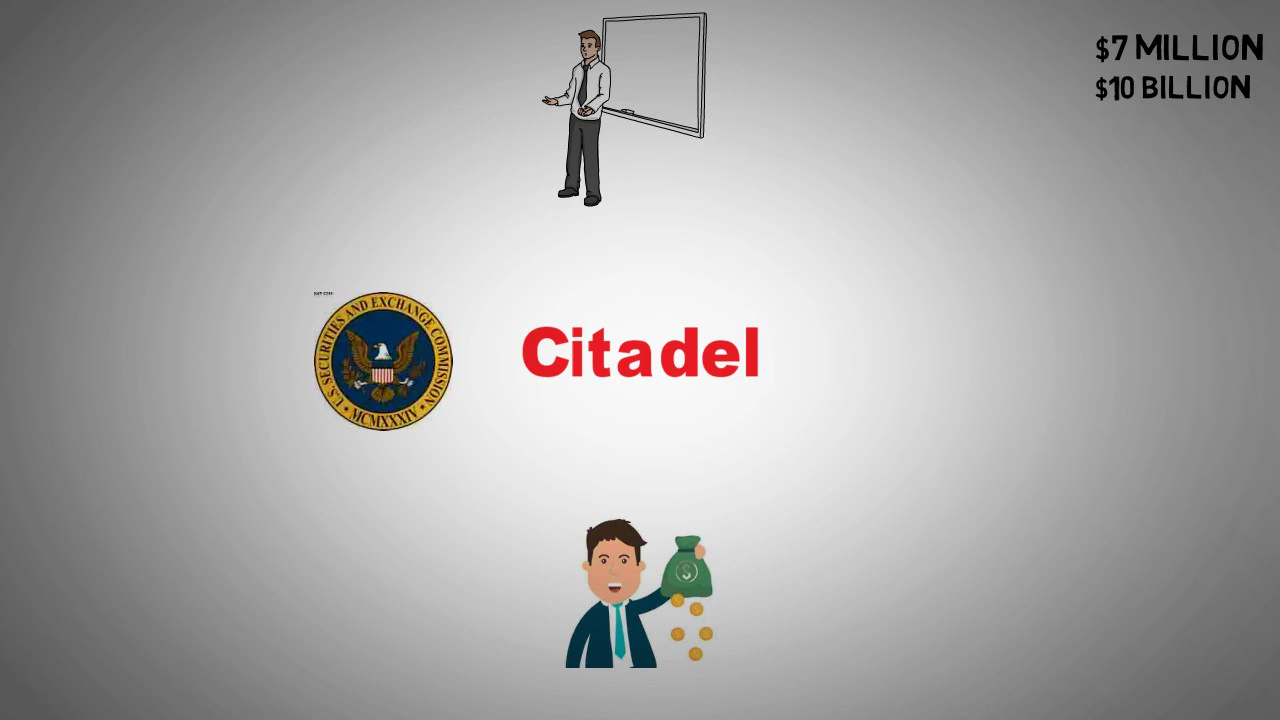 $7 MILLION
$10 BILLION
U.S. SECURITIES AND EXCHANGE COMMISSION
MCMXXXIV
Citadel